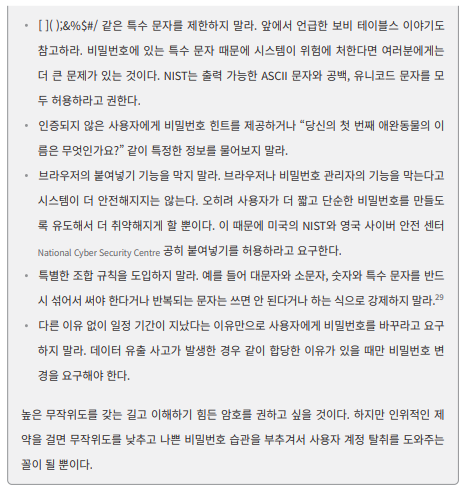 • [ ]( );&%$#/ 같은 특수 문자를 제한하지 말라. 앞에서 언급한 보비 테이블스 이야기도
참고하라. 비밀번호에 있는 특수 문자 때문에 시스템이 위험에 처한다면 여러분에게는
더 큰 문제가 있는 것이다. NIST는 출력 가능한 ASCII 문자와 공백, 유니코드 문자를 모
두 허용하라고 권한다.
• 인증되지 않은 사용자에게 비밀번호 힌트를 제공하거나 “당신의 첫 번째 애완동물의 이
름은 무엇인가요?” 같이 특정한 정보를 물어보지 말라.
• 브라우저의 붙여넣기 기능을 막지 말라. 브라우저나 비밀번호 관리자의 기능을 막는다고
시스템이 더 안전해지지는 않는다. 오히려 사용자가 더 짧고 단순한 비밀번호를 만들도
록 유도해서 더 취약해지게 할 뿐이다. 이 때문에 미국의 NIST와 영국 사이버 안전 센터
National Cyber Security Centre 공히 붙여넣기를 허용하라고 요구한다.
• 특별한 조합 규칙을 도입하지 말라. 예를 들어 대문자와 소문자, 숫자와 특수 문자를 반드
시 섞어서 써야 한다거나 반복되는 문자는 쓰면 안 된다거나 하는 식으로 강제하지 말라.29
• 다른 이유 없이 일정 기간이 지났다는 이유만으로 사용자에게 비밀번호를 바꾸라고 요구
하지 말라. 데이터 유출 사고가 발생한 경우 같이 합당한 이유가 있을 때만 비밀번호 변
경을 요구해야 한다.
높은 무작위도를 갖는 길고 이해하기 힘든 암호를 권하고 싶을 것이다. 하지만 인위적인 제
약을 걸면 무작위도를 낮추고 나쁜 비밀번호 습관을 부추겨서 사용자 계정 탈취를 도와주는
꼴이 될 뿐이다.